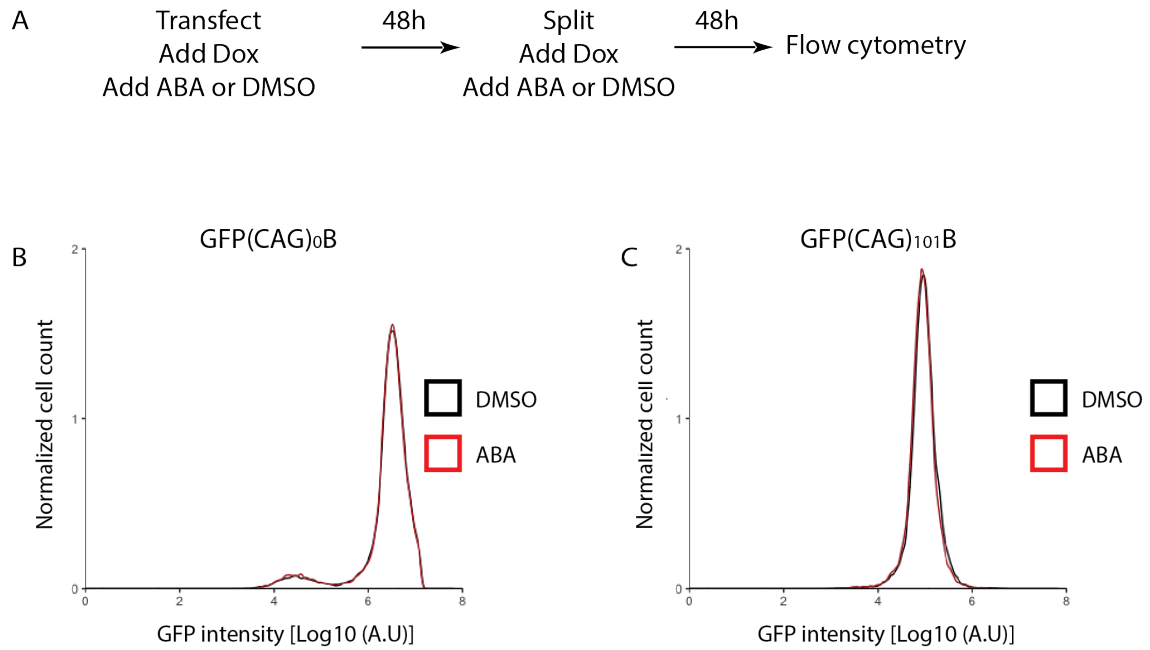 A
Transfect
Add Dox
Add ABA or DMSO
48h
Split
Add Dox
Add ABA or DMSO
48h
Flow cytometry
B
GFP(CAG)₀B
2
1
0
0 2 4 6 8
Normalized cell count
GFP intensity [Log10 (A.U)]
DMSO
ABA
C
GFP(CAG)₁₀₁B
2
1
0
0 2 4 6 8
Normalized cell count
GFP intensity [Log10 (A.U)]
DMSO
ABA